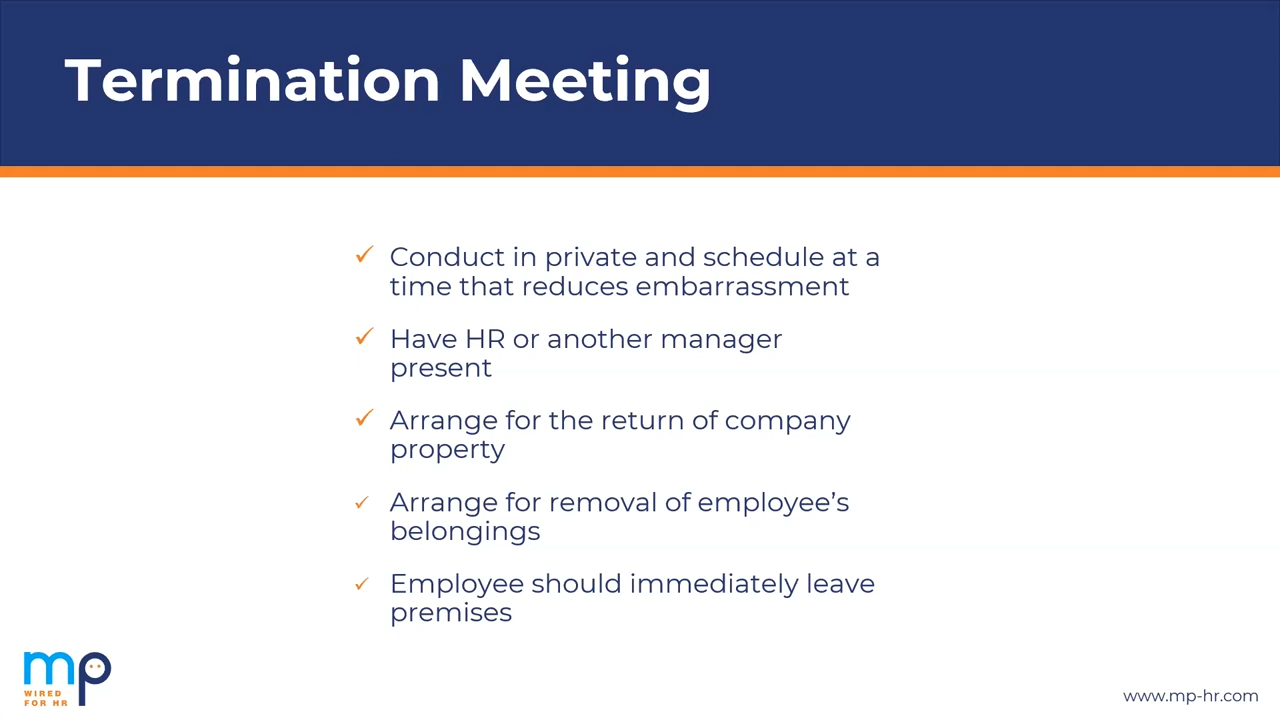 Termination Meeting
✓ Conduct in private and schedule at a
time that reduces embarrassment
✓ Have HR or another manager
present
✓ Arrange for the return of company
property
✓ Arrange for removal of employee’s
belongings
✓ Employee should immediately leave
premises
mp
WIRED
FOR HR
www.mp-hr.com